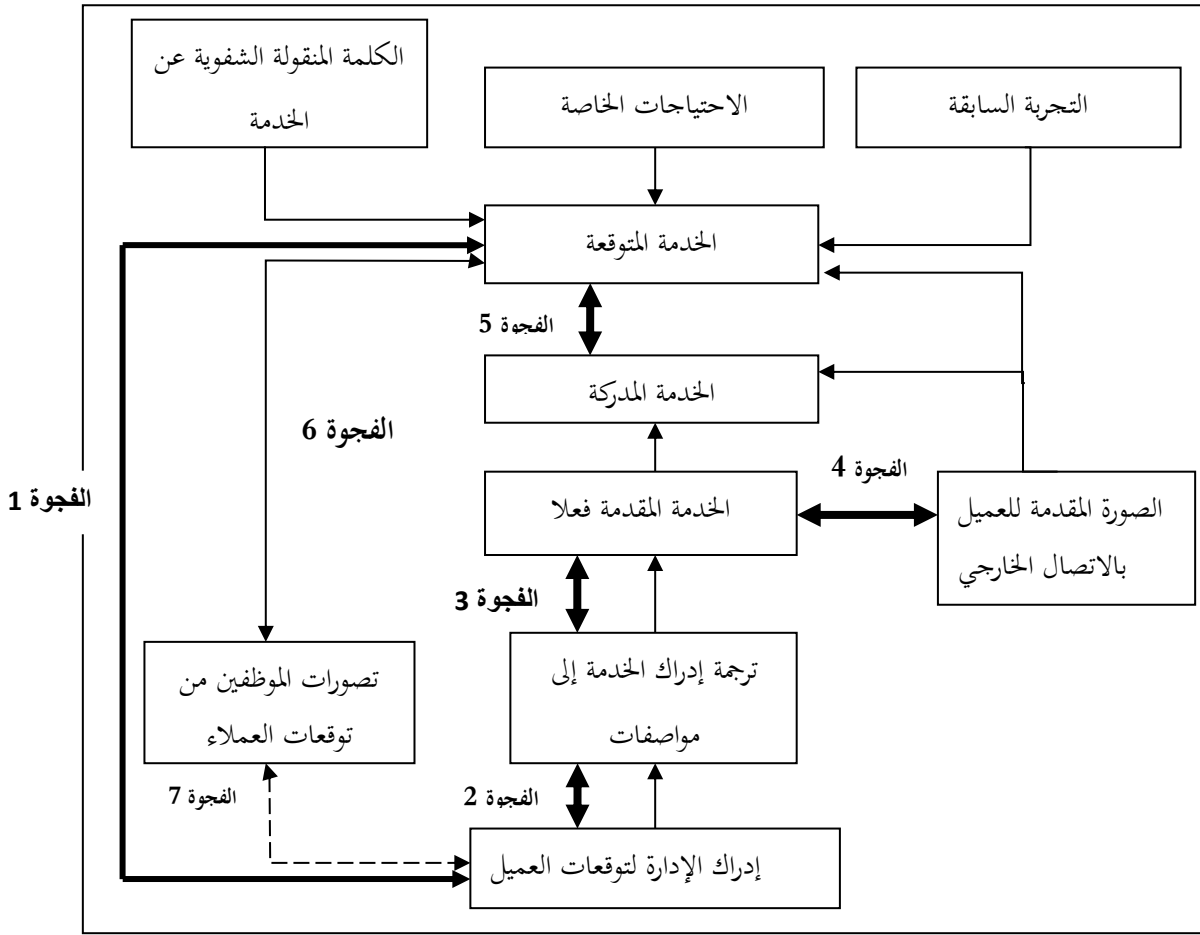 الكلمة المنقولة الشفوية عن
الخدمة
الاحتياجات الخاصة
التجربة السابقة
الخدمة المتوقعة
الفجوة 5
الخدمة المدركة
الفجوة 6
الفجوة 4
الفجوة 1
الخدمة المقدمة فعلا
الصورة المقدمة للعميل
بالاتصال الخارجي
الفجوة 3
ترجمة إدراك الخدمة إلى
مواصفات
تصورات الموظفين من
توقعات العملاء
الفجوة 7
الفجوة 2
إدراك الإدارة لتوقعات العميل